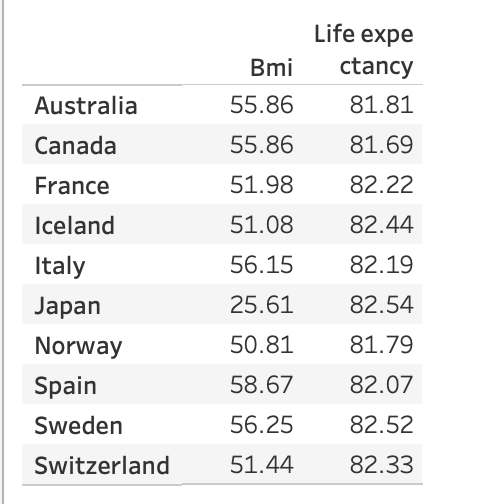 Life expe
Bmi ctancy
Australia 55.86 81.81
Canada 55.86 81.69
France 51.98 82.22
Iceland 51.08 82.44
Italy 56.15 82.19
Japan 25.61 82.54
Norway 50.81 81.79
Spain 58.67 82.07
Sweden 56.25 82.52
Switzerland 51.44 82.33